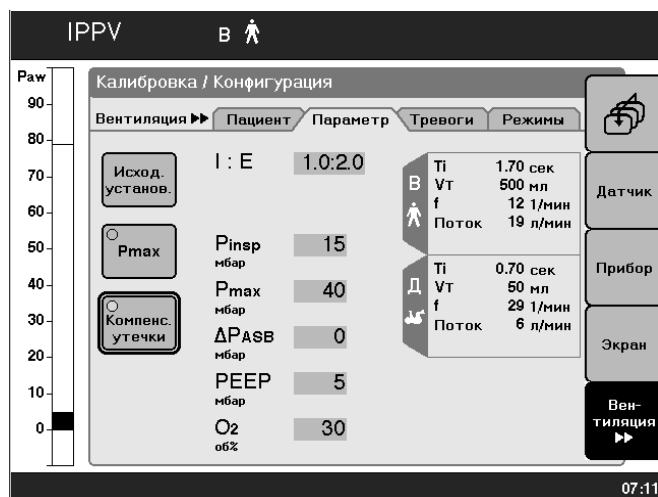 IPPV В
Paw
90
80
70
60
50
40
30
20
10
0
Калибровка / Конфигурация
Вентиляция Пациент Параметр Тревоги Режимы
Исход.
установ.
Pmax
Компенс.
утечки
I : E 1.0:2.0
Pinsp 15
мбар
Pmax 40
мбар
ΔPASB 0
мбар
PEEP 5
мбар
O2 30
об%
В
Ti 1.70 сек
VT 500 мл
f 12 1/мин
Поток 19 л/мин
Д
Ti 0.70 сек
VT 50 мл
f 29 1/мин
Поток 6 л/мин
Датчик
Прибор
Экран
Вен-
тиляция
07:11